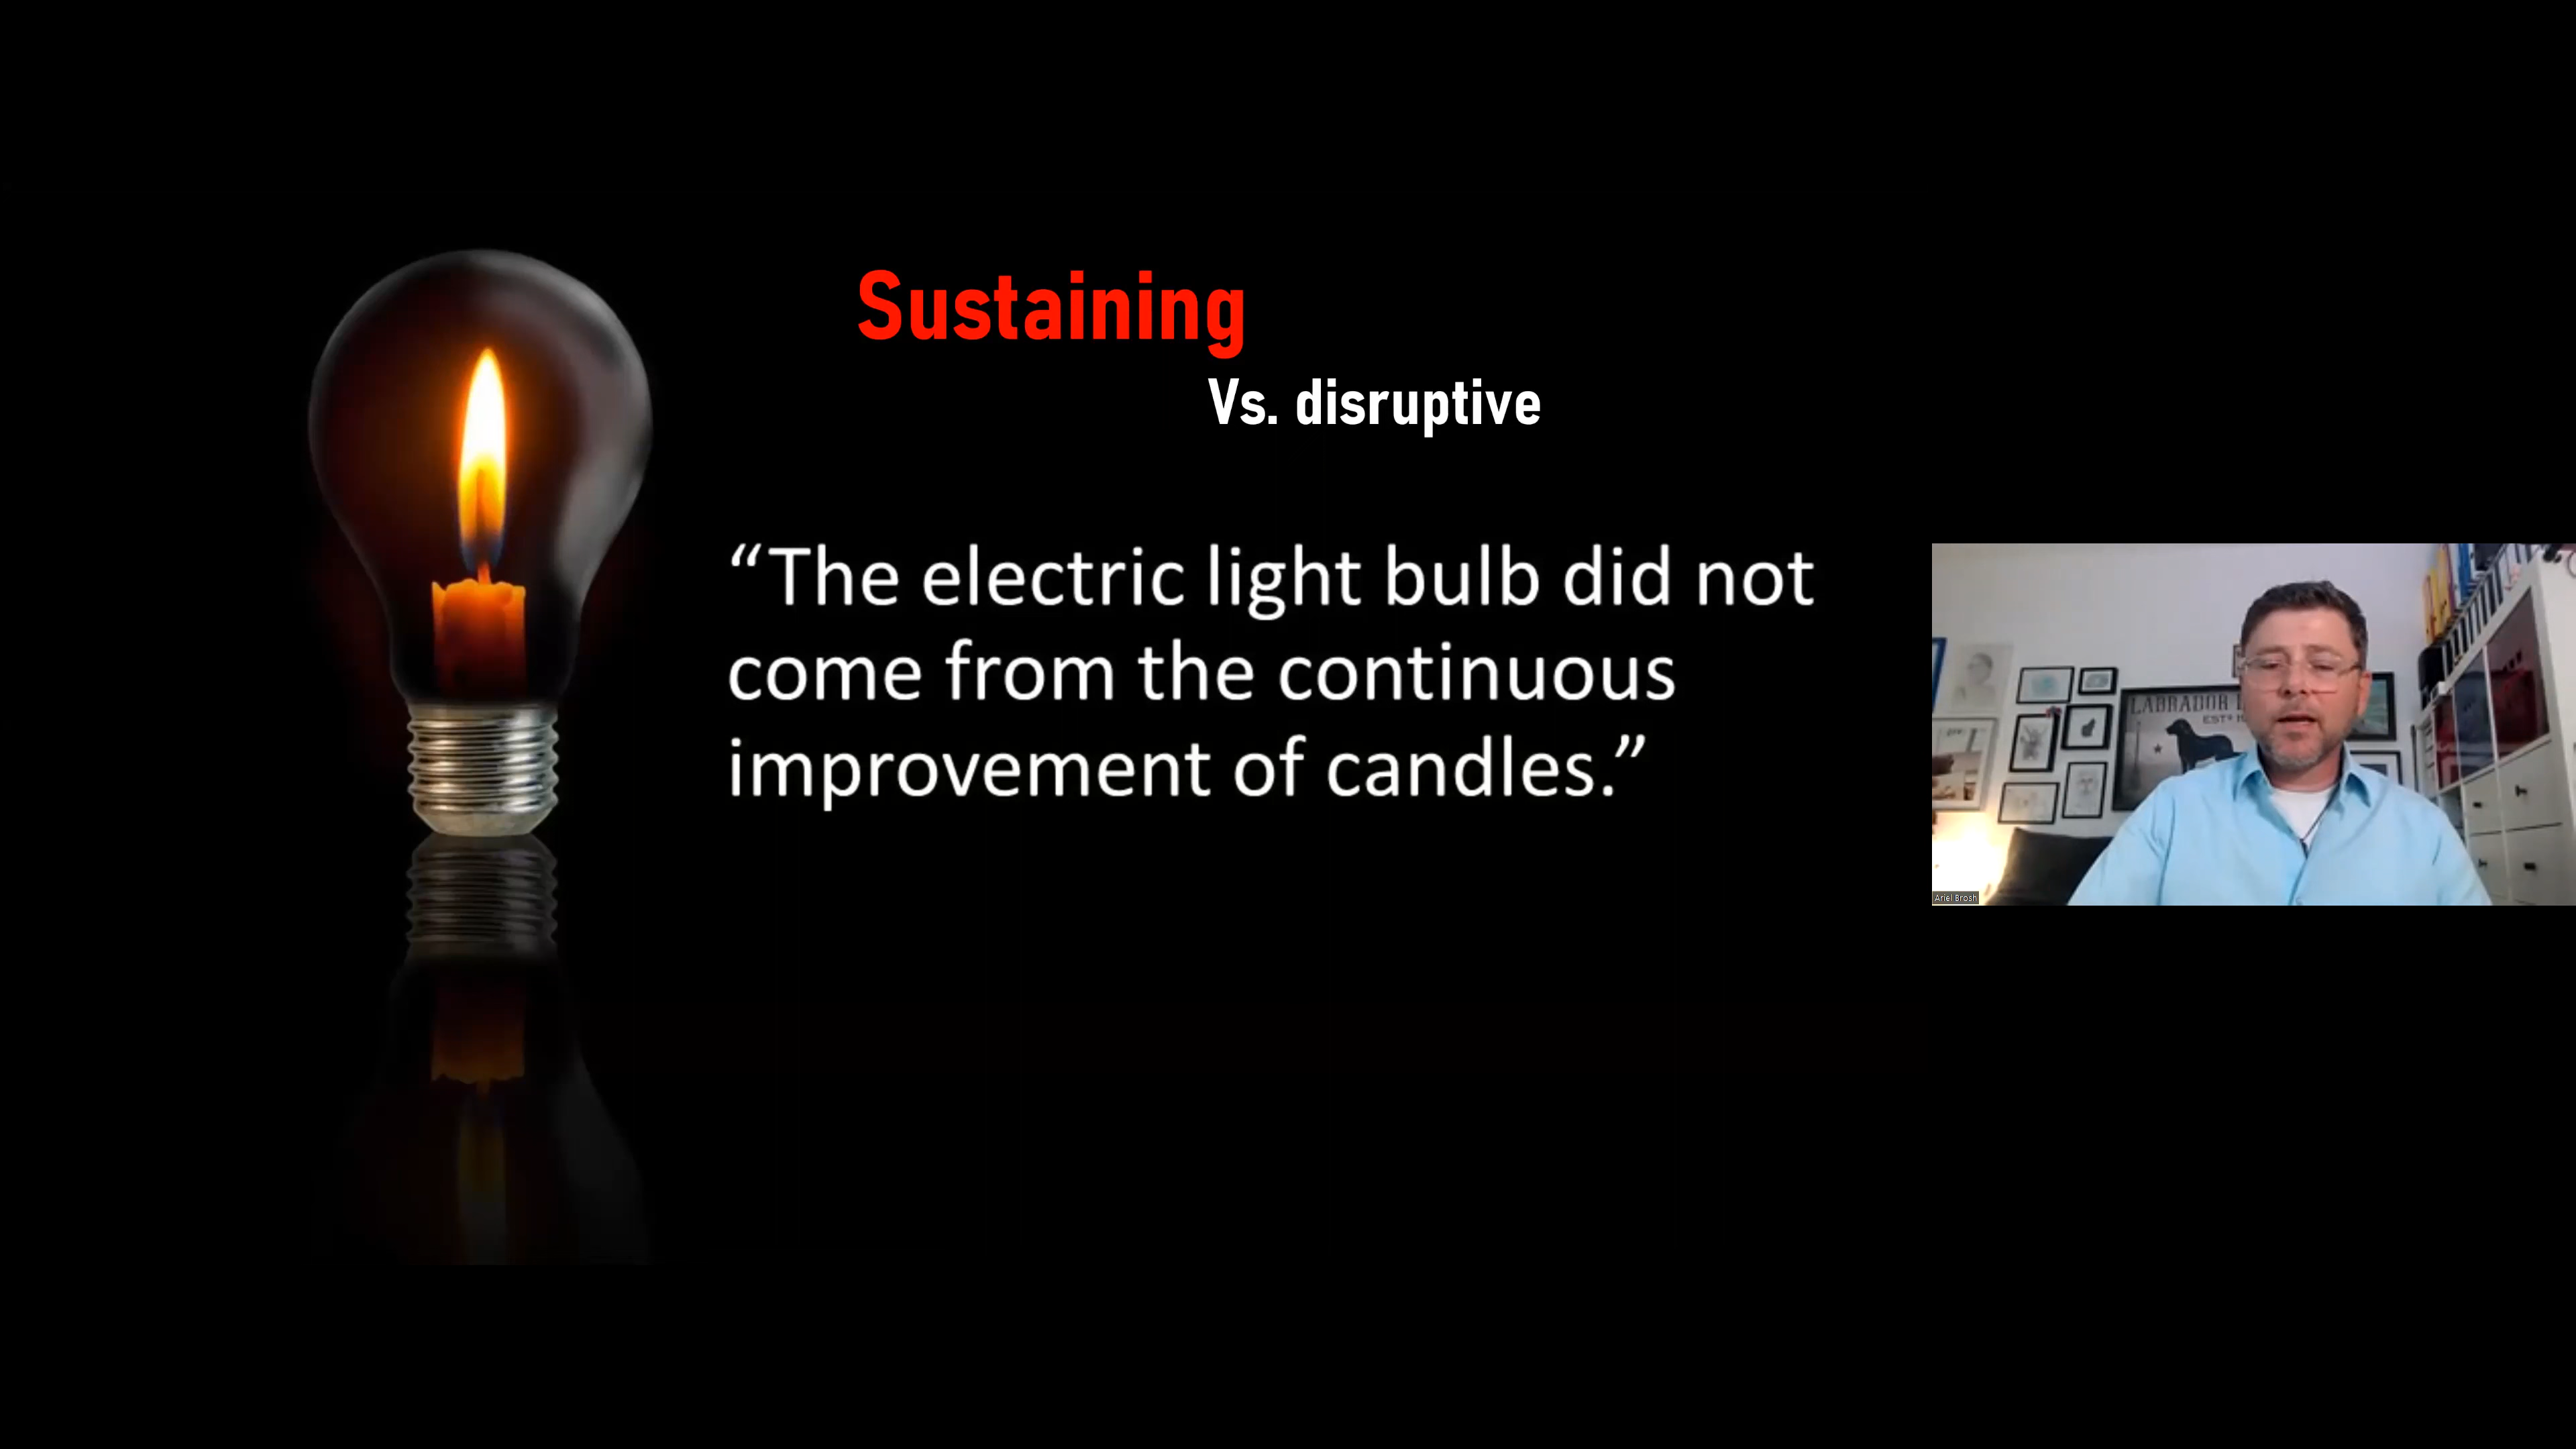 Sustaining
Vs. disruptive
“The electric light bulb did not
come from the continuous
improvement of candles.”
LABRADOR
EST
Ariel Brosh